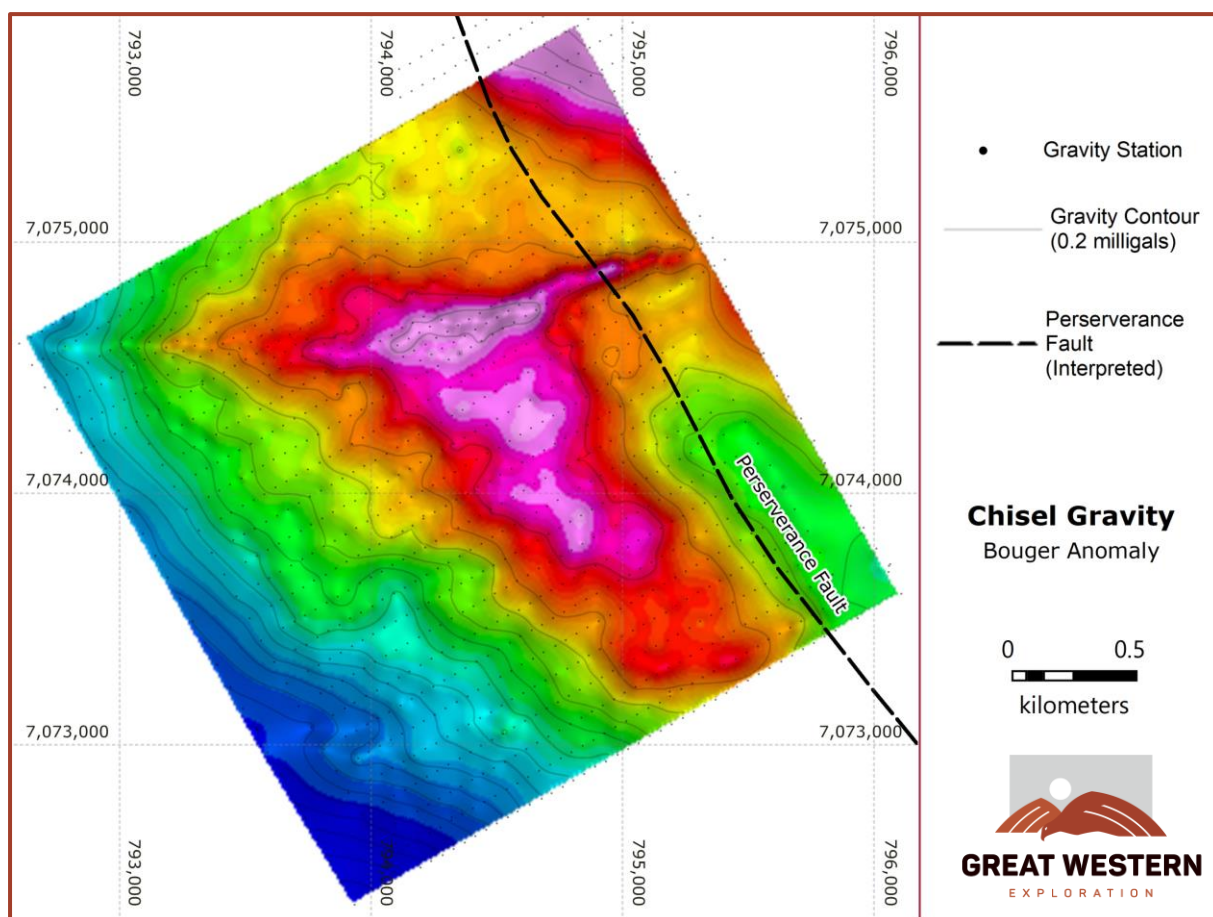 793,000
794,000
795,000
796,000
7,075,000
7,075,000
7,074,000
7,074,000
7,073,000
7,073,000
793,000
794,000
795,000
796,000
Perserverance Fault
Gravity Station
Gravity Contour
(0.2 milligals)
Perserverance
Fault
(Interpreted)
Chisel Gravity
Bouger Anomaly
0 0.5
kilometers
GREAT WESTERN
EXPLORATION